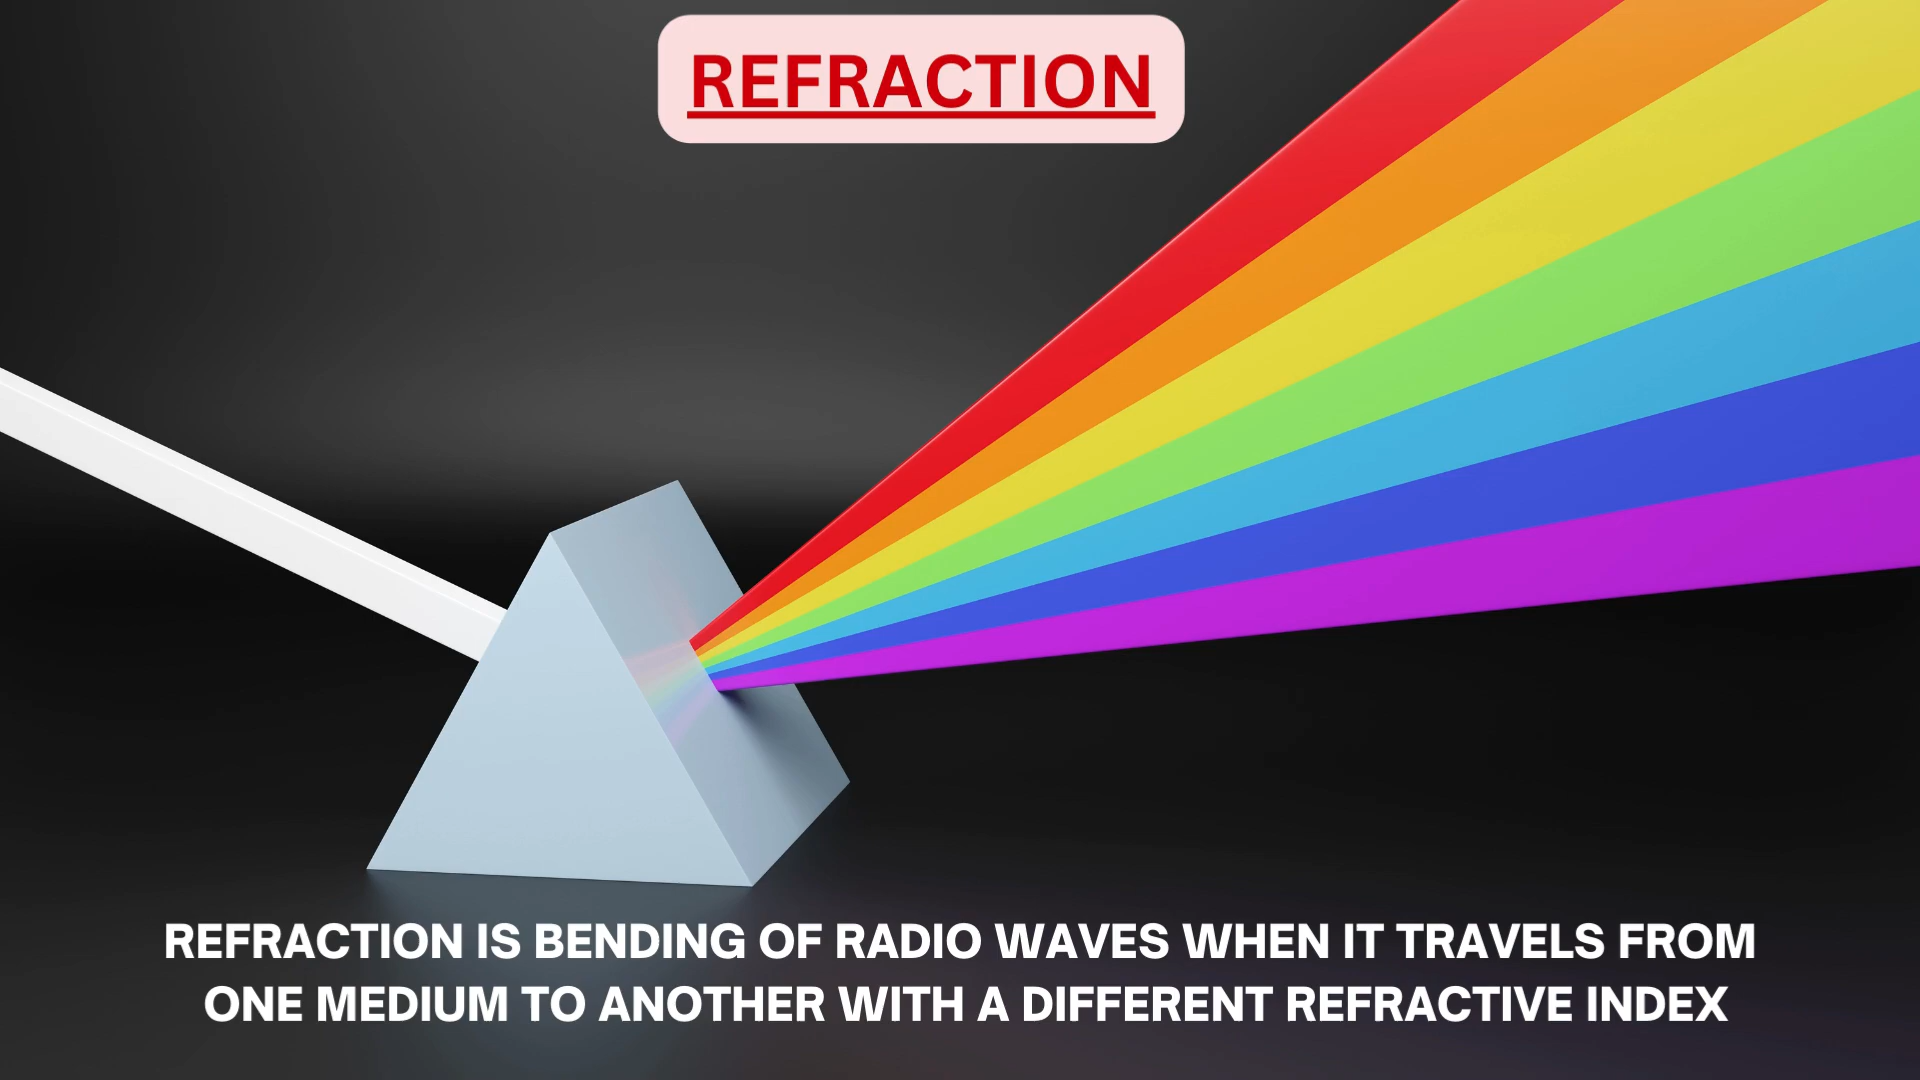 REFRACTION
REFRACTION IS BENDING OF RADIO WAVES WHEN IT TRAVELS FROM
ONE MEDIUM TO ANOTHER WITH A DIFFERENT REFRACTIVE INDEX